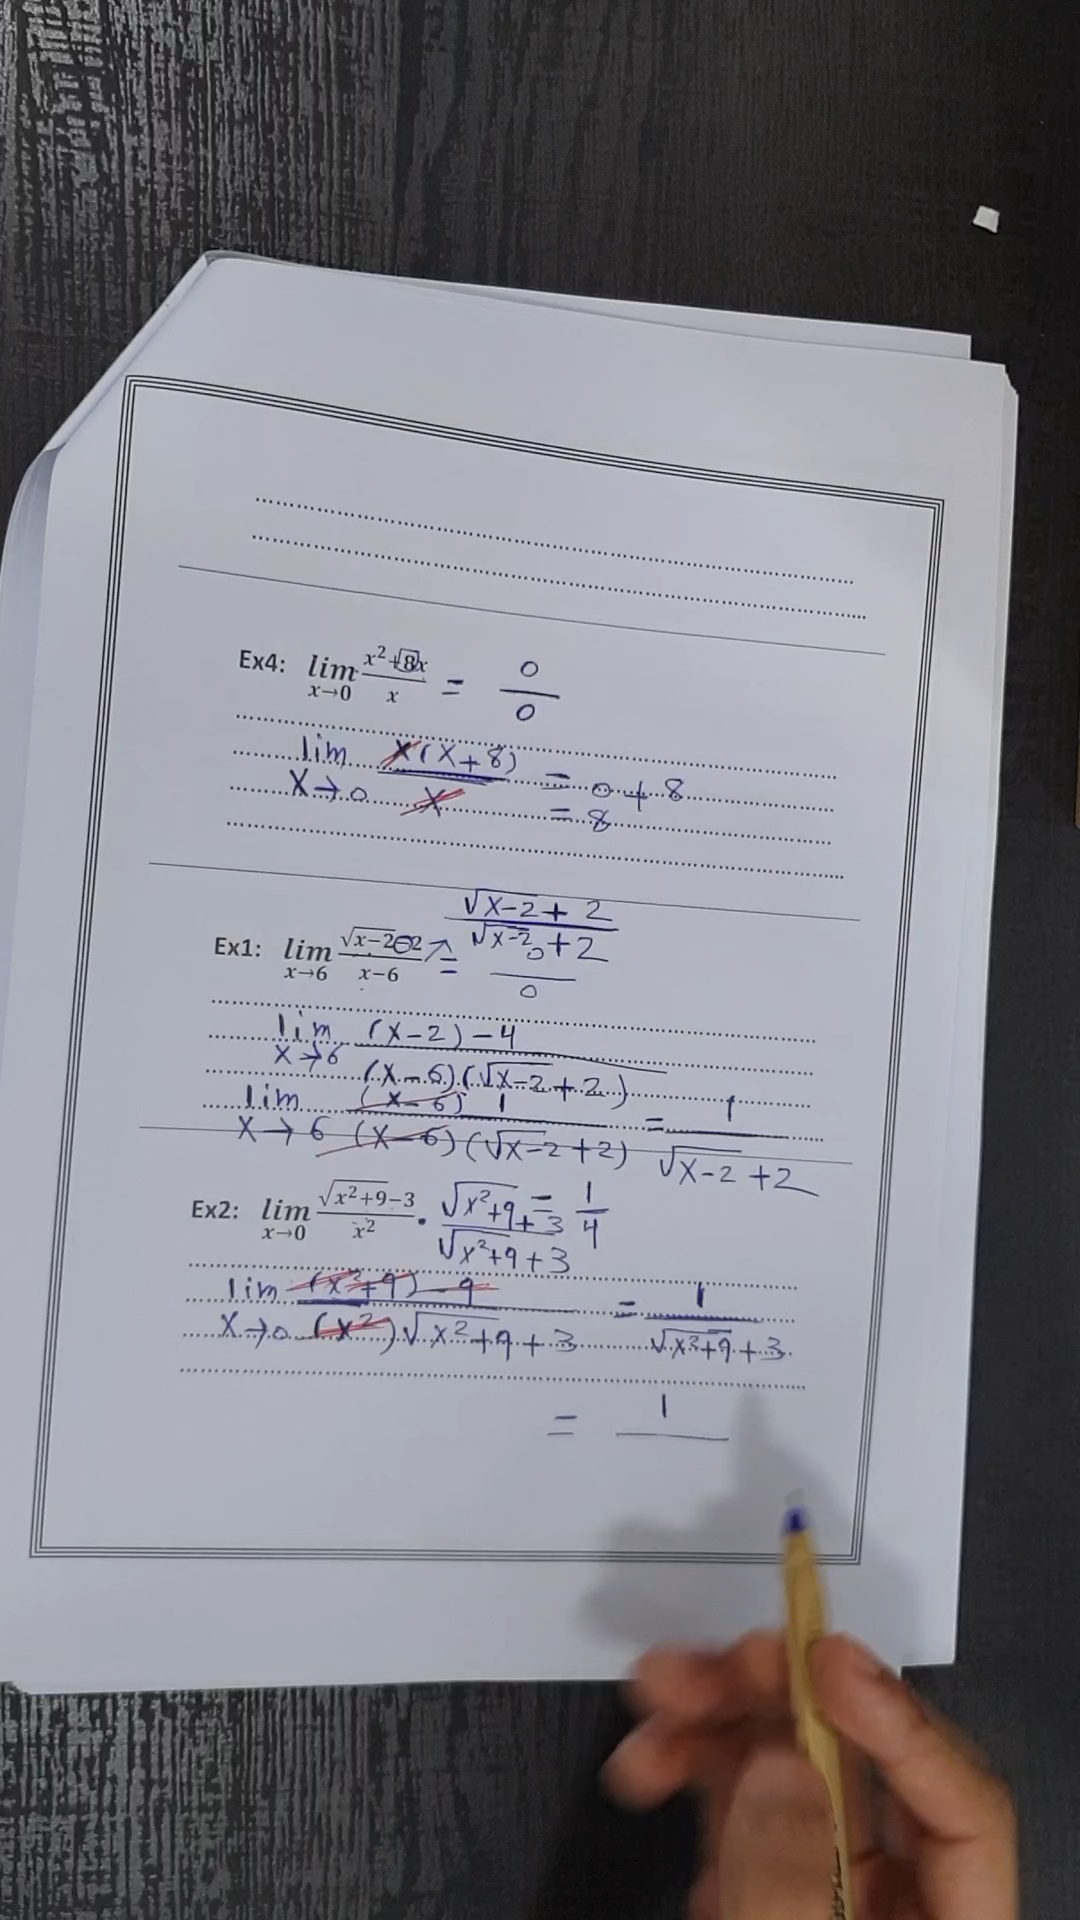 Ex4: lim x→0 (x²+8x)/x = 0/0
lim x→0 x(x+8)/x = 0+8
= 8
(√x-2 + 2)/(√x-2 + 2)
Ex1: lim x→6 (√x−2−2)/(x−6) = 0/0
lim x→6 ((x-2)-4)/((x-6)(√x-2+2))
lim x→6 (x-6) 1/((x-6)(√x-2+2)) = 1/(√x-2+2)
= 1/4
Ex2: lim x→0 (√x²+9−3)/x² · (√x²+9+3)/(√x²+9+3)
lim x→0 ((x²+9)-9)/((x²)√x²+9+3) = 1/(√x²+9+3)
= 1